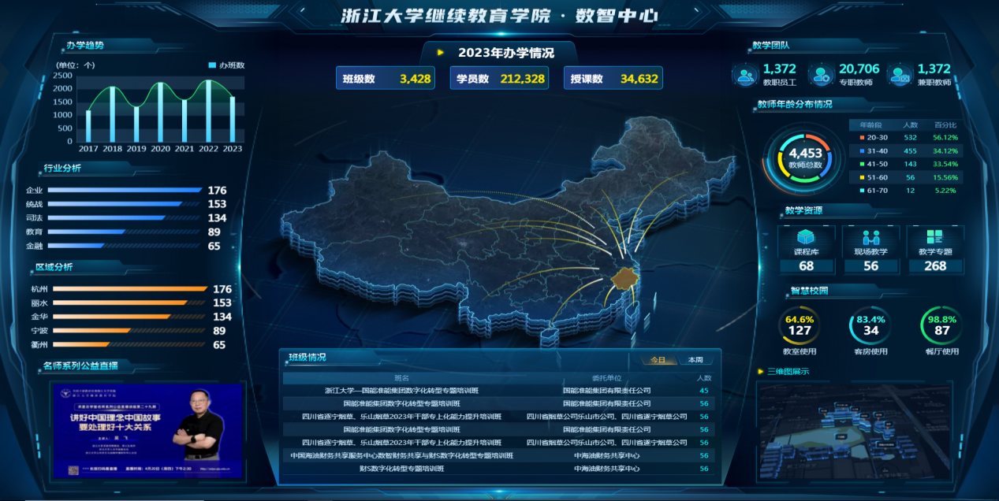 浙江大学继续教育学院 · 数智中心
办学趋势
(单位：个)
办班数
2500
2000
1500
1000
500
0
2017 2018 2019 2020 2021 2022 2023
行业分析
企业 176
统战 153
司法 134
教育 89
金融 65
区域分析
杭州 176
丽水 153
金华 134
宁波 89
衢州 65
名师系列公益直播
讲好中国理念中国故事
要处理好十大关系
长按扫码看直播 直播时间：4月20日（周四）下午2:30
2023年办学情况
班级数 3,428
学员数 212,328
授课数 34,632
班级情况
今日 本周
班名 委托单位 人数
浙江大学—国能准能集团数字化转型专题培训班 国能准能集团有限责任公司 45
国能准能集团数字化转型专题培训班 国能准能集团有限责任公司 56
四川省遂宁烟草、乐山烟草2023年干部专上化能力提升培训班 四川省烟草公司乐山市公司、四川省遂宁烟草公司 56
国能准能集团数字化转型专题培训班 国能准能集团有限责任公司 56
四川省遂宁烟草、乐山烟草2023年干部专上化能力提升培训班 四川省烟草公司乐山市公司、四川省遂宁烟草公司 56
中国海油财务共享服务中心数智财务共享与财S数字化转型专题培训班 中海油财务共享中心 56
财S数字化转型专题培训班 中海油财务共享中心 56
教学团队
1,372
教职员工
20,706
专职教师
1,372
兼职教师
教师年龄分布情况
4,453
教师总数
年龄段 人数 百分比
20-30 532 56.12%
31-40 455 34.12%
41-50 143 33.54%
51-60 56 15.56%
61-70 12 5.22%
教学资源
课程库
68
现场教学
56
教学专题
268
智慧校园
64.6%
127
教室使用
83.4%
34
客房使用
98.8%
87
餐厅使用
三维图展示